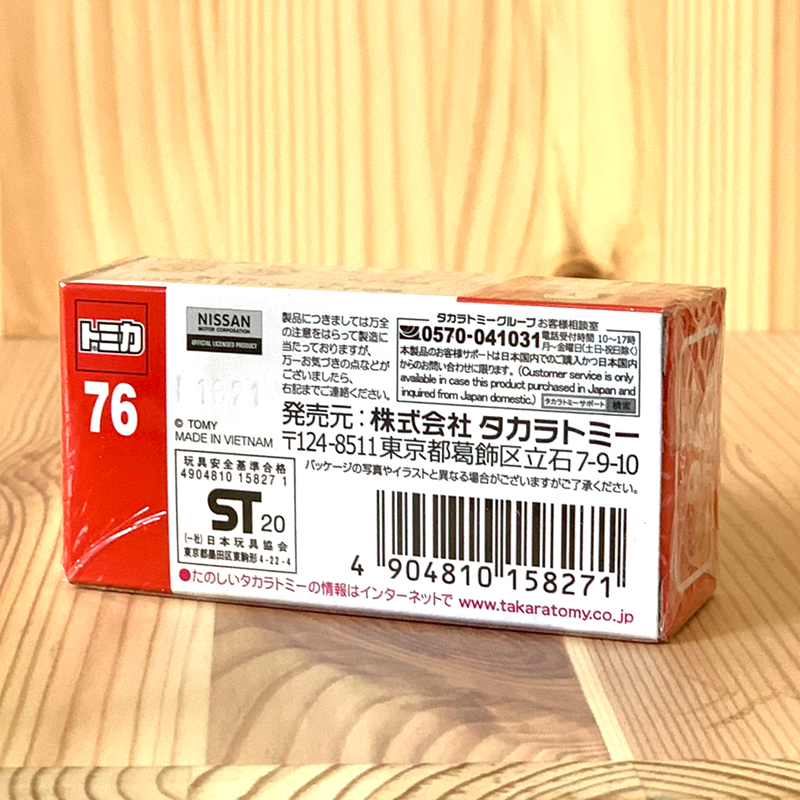 トミカ
76
NISSAN
MOTOR CORPORATION
OFFICIAL LICENSED PRODUCT
製品につきましては万全
の注意をはらって製造に
当たっておりますが、
万一お気づきの点などが
ございましたら、
右記までご連絡ください。
タカラトミーグループお客様相談室
0570-041031 電話受付時間 10〜17時
月〜金曜日(土日・祝日除く)
本製品のお客様サポートは日本国内でのご購入かつ日本国内
からのお問い合わせに限ります。(Customer service is only
available in case this product purchased in Japan and
inquired from Japan domestic.) タカラトミーサポート 検索
© TOMY
MADE IN VIETNAM
発売元：株式会社 タカラトミー
〒124-8511 東京都葛飾区立石7-9-10
パッケージの写真やイラストと異なる場合がございますがご了承ください。
玩具安全基準合格
4904810 15827 1
ST 20
(一社)日本玩具協会
東京都墨田区東駒形4-22-4
4 904810 158271
●たのしいタカラトミーの情報はインターネットで www.takaratomy.co.jp